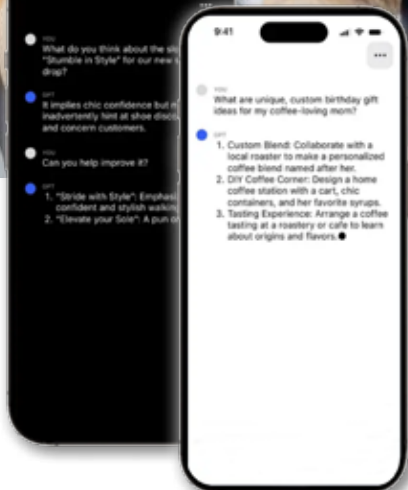 YOU
What do you think about the
"Stumble in Style" for our new
drop?
GPT
It implies chic confidence but
inadvertently hint at shoe
and concern customers.
YOU
Can you help improve it?
GPT
1. "Stride with Style":
confident and stylish
2. "Elevate your Sole": A pun
9:41
YOU
What are unique, custom birthday gift
ideas for my coffee-loving mom?
GPT
1. Custom Blend: Collaborate with a
local roaster to make a personalized
coffee blend named after her.
2. DIY Coffee Corner: Design a home
coffee station with a cart, chic
containers, and her favorite syrups.
3. Tasting Experience: Arrange a coffee
tasting at a roastery or cafe to learn
about origins and flavors.